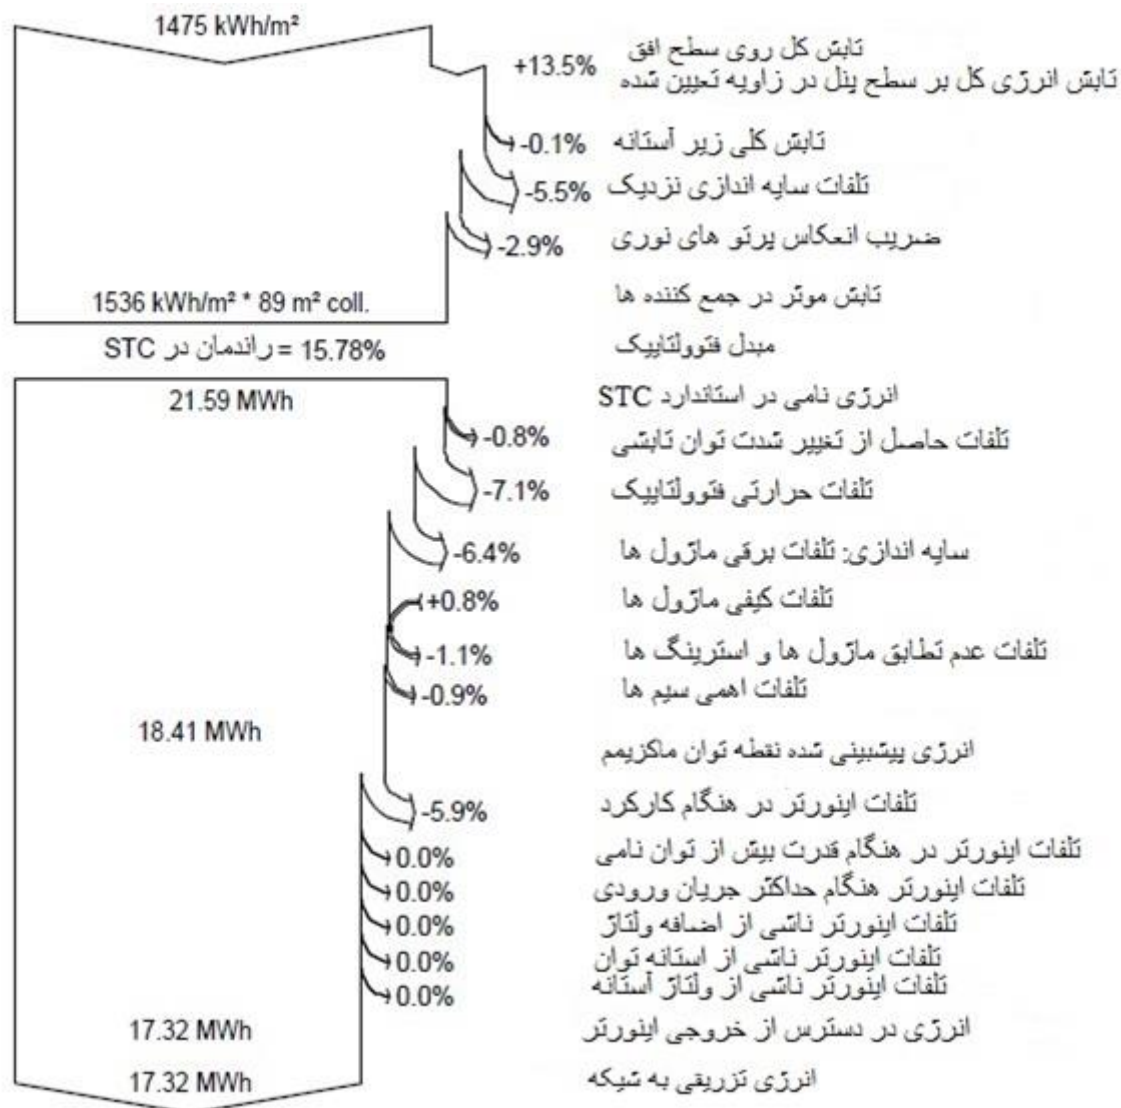 1475 kWh/m²
تابش کل روی سطح افق
+13.5%
تابش انرژی کل بر سطح پنل در زاویه تعیین شده
-0.1% تابش کلی زیر آستانه
-5.5% تلفات سایه اندازی نزدیک
-2.9% ضریب انعکاس پرتو های نوری
1536 kWh/m² * 89 m² coll. تابش موثر در جمع کننده ها
راندمان در STC = 15.78% مبدل فتوولتاییک
21.59 MWh انرژی نامی در استاندارد STC
-0.8% تلفات حاصل از تغییر شدت توان تابشی
-7.1% تلفات حرارتی فتوولتاییک
-6.4% سایه اندازی: تلفات برقی ماژول ها
+0.8% تلفات کیفی ماژول ها
-1.1% تلفات عدم تطابق ماژول ها و استرینگ ها
-0.9% تلفات اهمی سیم ها
18.41 MWh انرژی پیشبینی شده نقطه توان ماکزیمم
-5.9% تلفات اینورتر در هنگام کارکرد
0.0% تلفات اینورتر در هنگام قدرت بیش از توان نامی
0.0% تلفات اینورتر هنگام حداکثر جریان ورودی
0.0% تلفات اینورتر ناشی از اضافه ولتاژ
0.0% تلفات اینورتر ناشی از استانه توان
0.0% تلفات اینورتر ناشی از ولتاژ آستانه
17.32 MWh انرژی در دسترس از خروجی اینورتر
17.32 MWh انرژی تزریقی به شبکه